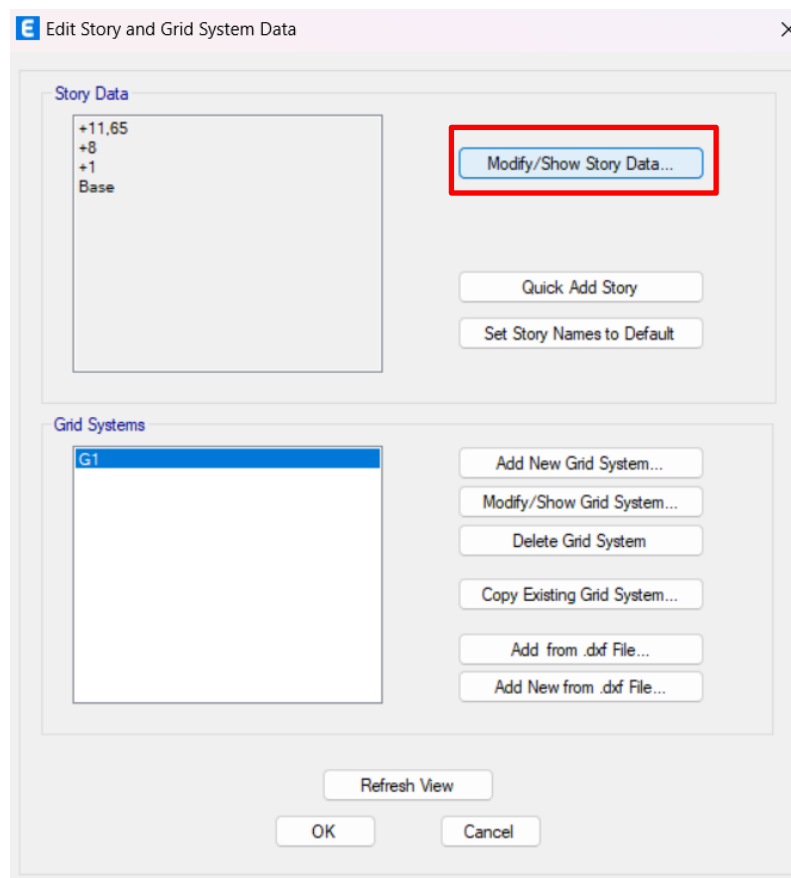 E Edit Story and Grid System Data
Story Data
+11,65
+8
+1
Base
Modify/Show Story Data...
Quick Add Story
Set Story Names to Default
Grid Systems
G1
Add New Grid System...
Modify/Show Grid System...
Delete Grid System
Copy Existing Grid System...
Add from .dxf File...
Add New from .dxf File...
Refresh View
OK Cancel